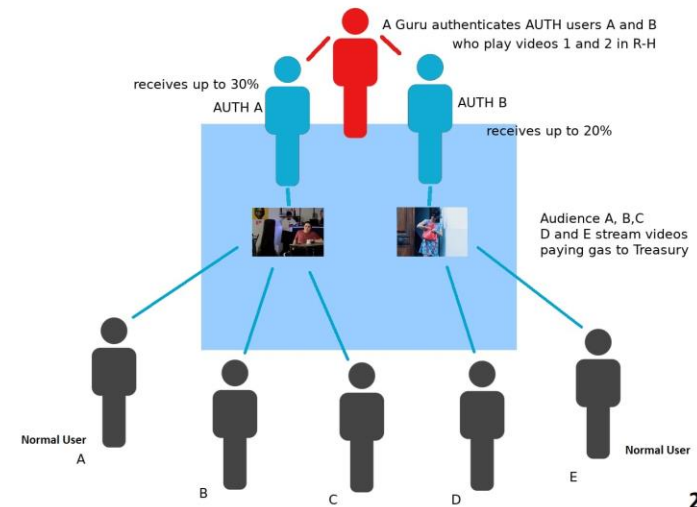 A Guru authenticates AUTH users A and B
who play videos 1 and 2 in R-H
receives up to 30%
AUTH A
AUTH B
receives up to 20%
Audience A, B,C
D and E stream videos
paying gas to Treasury
Normal User
A
B
C
D
E
Normal User
2